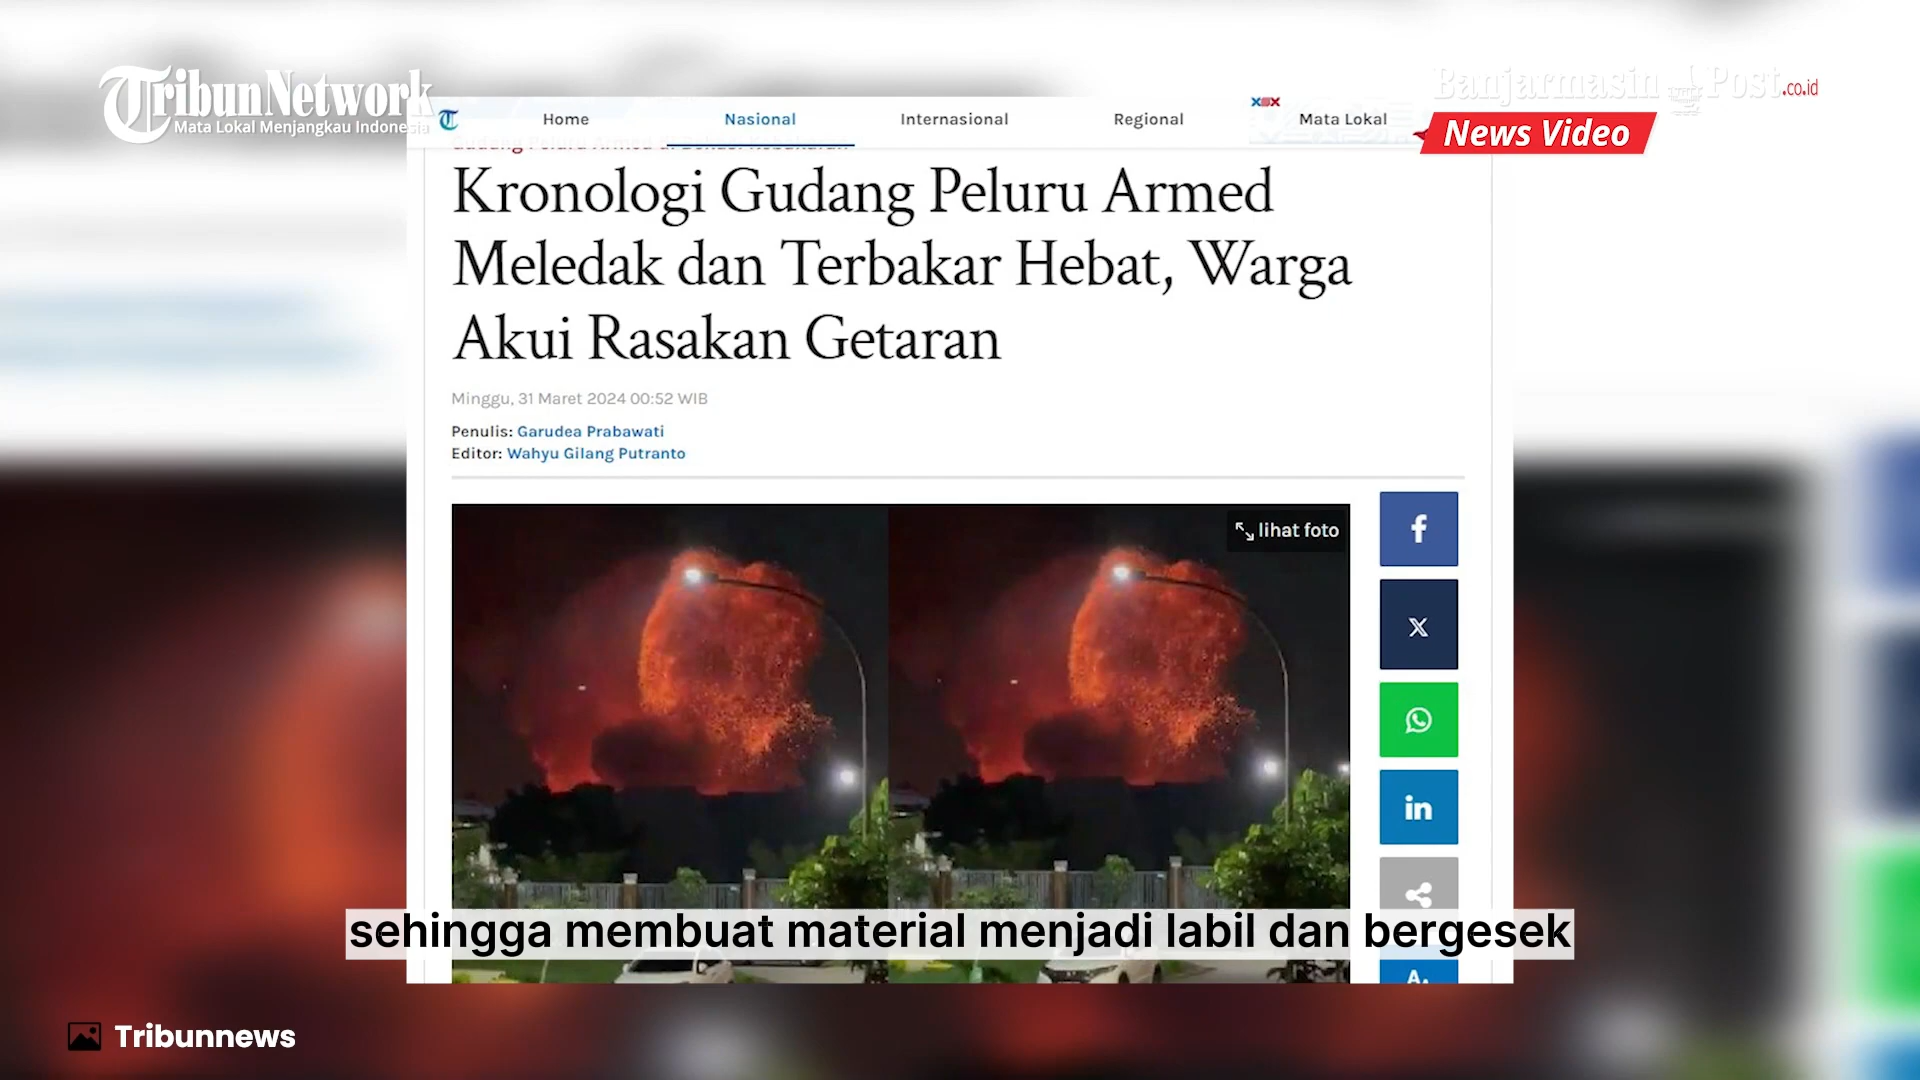 TribunNetwork
Mata Lokal Menjangkau Indonesia
Banjarmasin Post.co.id
News Video
Home
Nasional
Internasional
Regional
Mata Lokal
Kronologi Gudang Peluru Armed
Meledak dan Terbakar Hebat, Warga
Akui Rasakan Getaran
Minggu, 31 Maret 2024 00:52 WIB
Penulis: Garudea Prabawati
Editor: Wahyu Gilang Putranto
lihat foto
sehingga membuat material menjadi labil dan bergesek
Tribunnews